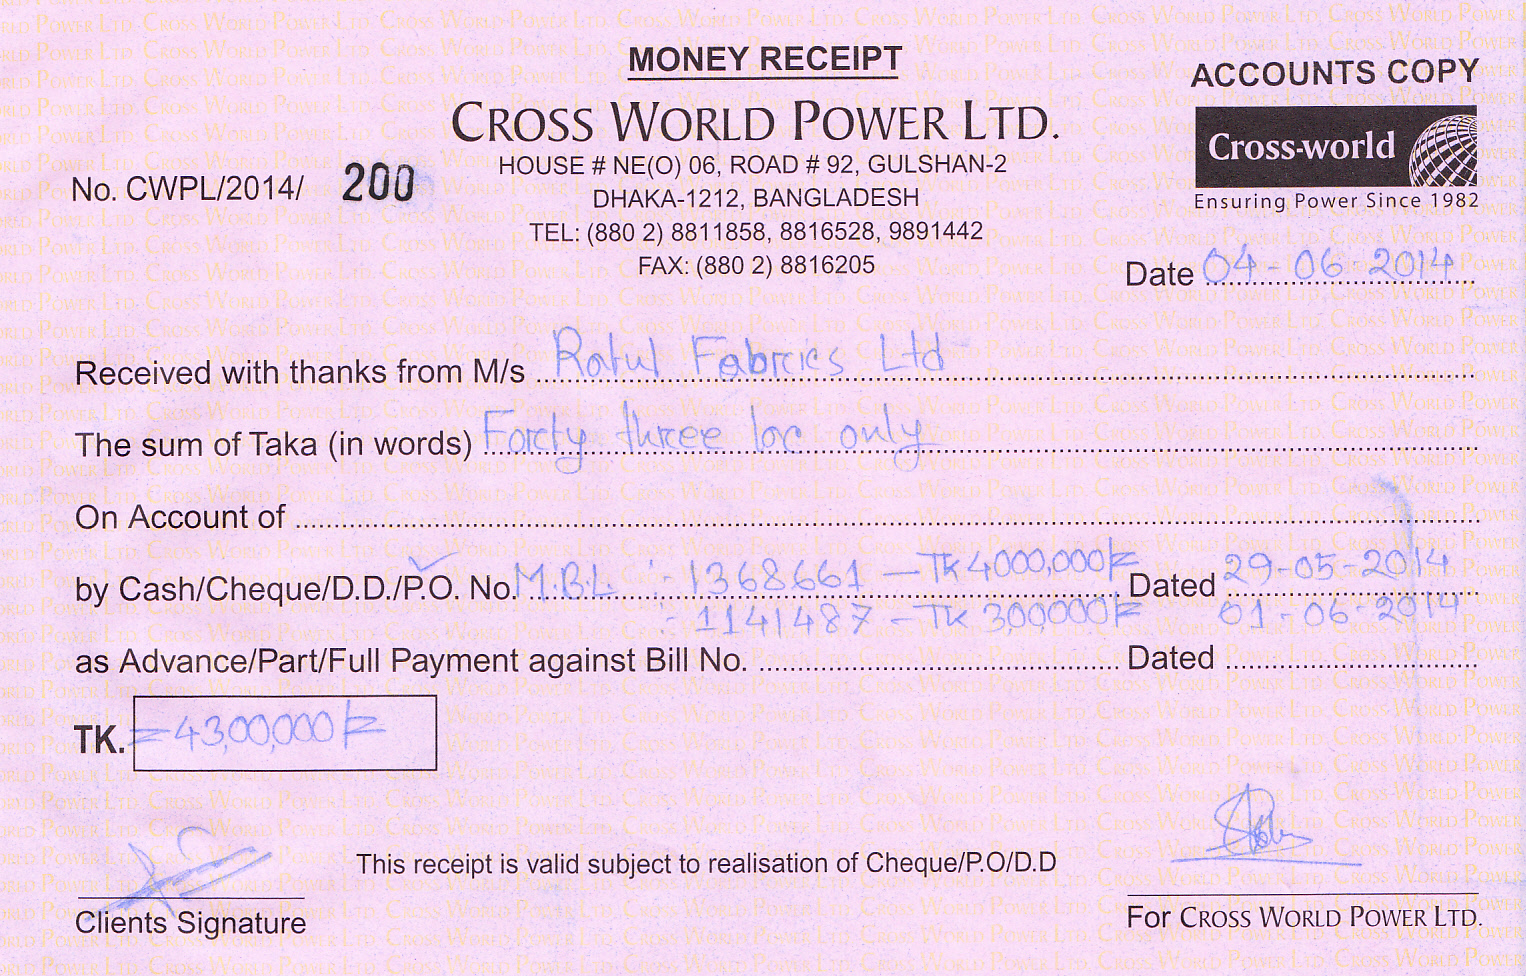 MONEY RECEIPT
ACCOUNTS COPY
CROSS WORLD POWER LTD.
Cross-world
Ensuring Power Since 1982
HOUSE # NE(O) 06, ROAD # 92, GULSHAN-2
No. CWPL/2014/ 200
DHAKA-1212, BANGLADESH
TEL: (880 2) 8811858, 8816528, 9891442
FAX: (880 2) 8816205
Date 04-06-2014
Received with thanks from M/s Ratul Fabrics Ltd
The sum of Taka (in words) Forty three lac only
On Account of
by Cash/Cheque/D.D./P.O. No. M.B.L :- 1368661 – Tk 4000,000/= Dated 29-05-2014
:- 1141487 – Tk 3,00000/= 01-06-2014
as Advance/Part/Full Payment against Bill No. Dated
TK. =43,00,000/=
This receipt is valid subject to realisation of Cheque/P.O/D.D
Clients Signature
For CROSS WORLD POWER LTD.